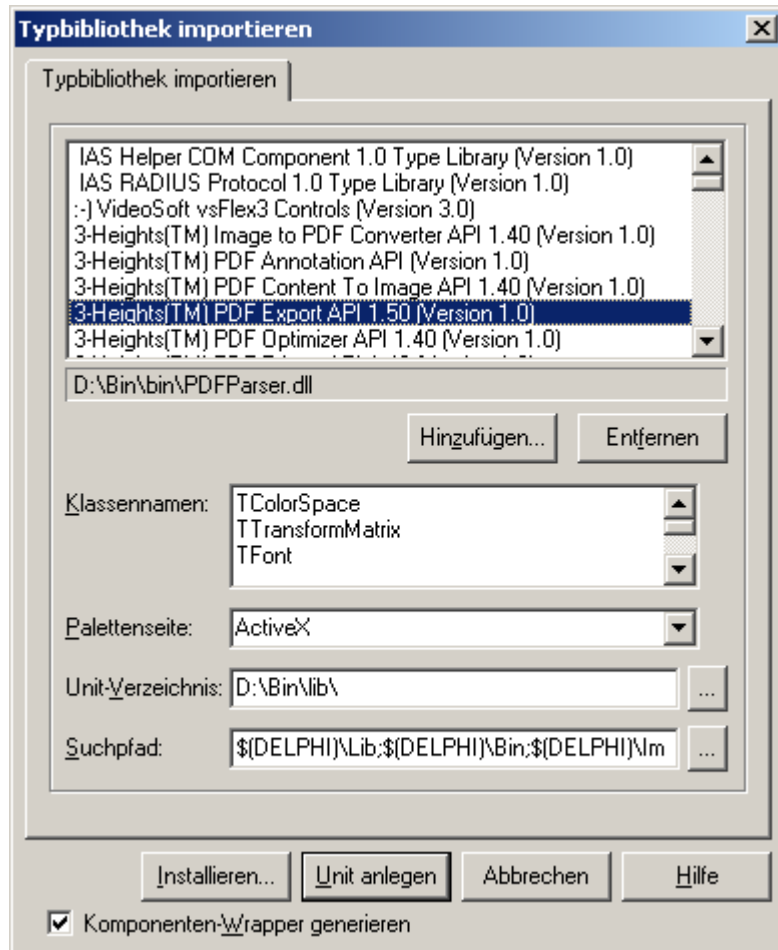 Typbibliothek importieren
Typbibliothek importieren
IAS Helper COM Component 1.0 Type Library (Version 1.0)
IAS RADIUS Protocol 1.0 Type Library (Version 1.0)
:-) VideoSoft vsFlex3 Controls (Version 3.0)
3-Heights(TM) Image to PDF Converter API 1.40 (Version 1.0)
3-Heights(TM) PDF Annotation API (Version 1.0)
3-Heights(TM) PDF Content To Image API 1.40 (Version 1.0)
3-Heights(TM) PDF Export API 1.50 (Version 1.0)
3-Heights(TM) PDF Optimizer API 1.40 (Version 1.0)
D:\Bin\bin\PDFParser.dll
Hinzufügen... Entfernen
Klassennamen: TColorSpace
TTransformMatrix
TFont
Palettenseite: ActiveX
Unit-Verzeichnis: D:\Bin\lib\ ...
Suchpfad: $(DELPHI)\Lib;$(DELPHI)\Bin;$(DELPHI)\Im ...
Installieren... Unit anlegen Abbrechen Hilfe
Komponenten-Wrapper generieren